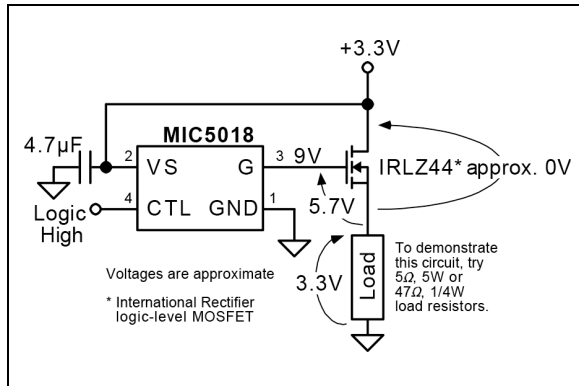 +3.3V
4.7µF
MIC5018
2
VS
G
3
9V
IRLZ44* approx. 0V
4
CTL
GND
1
5.7V
Logic
High
Voltages are approximate
* International Rectifier
logic-level MOSFET
3.3V
Load
To demonstrate
this circuit, try
5Ω, 5W or
47Ω, 1/4W
load resistors.